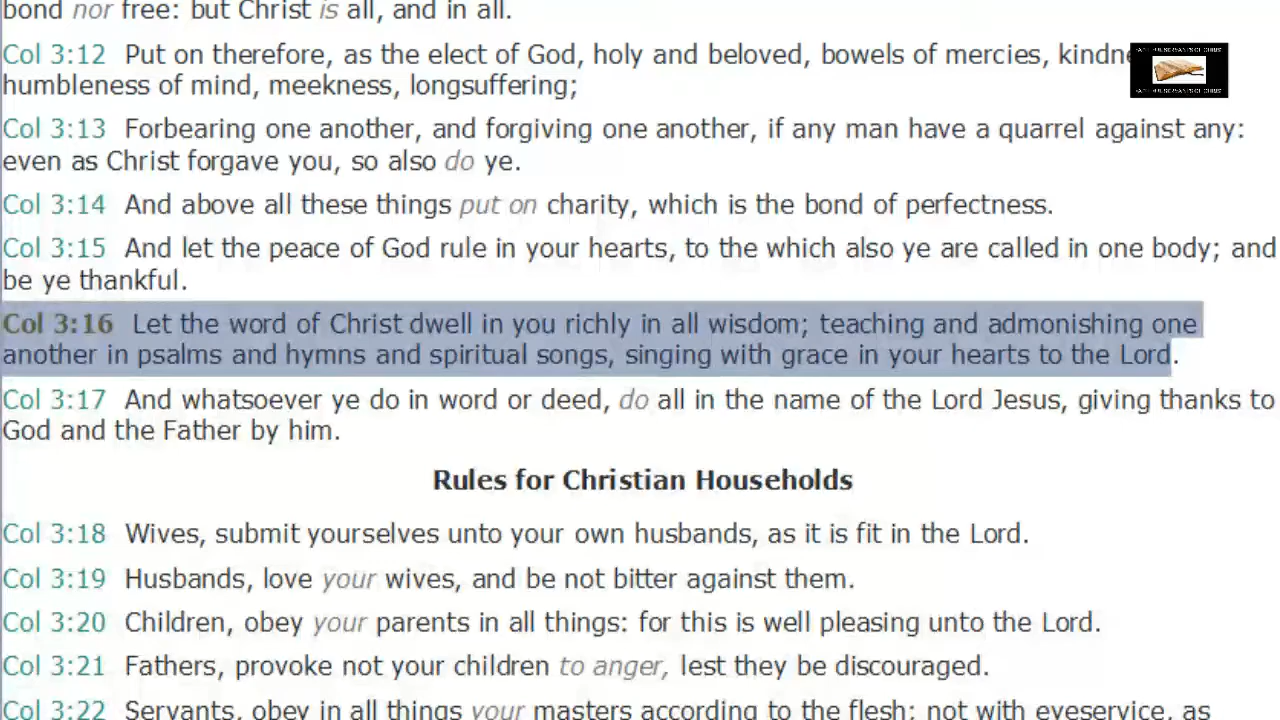 bond nor free: but Christ is all, and in all.
Col 3:12 Put on therefore, as the elect of God, holy and beloved, bowels of mercies,
humbleness of mind, meekness, longsuffering;
Col 3:13 Forbearing one another, and forgiving one another, if any man have a quarrel against any:
even as Christ forgave you, so also do ye.
Col 3:14 And above all these things put on charity, which is the bond of perfectness.
Col 3:15 And let the peace of God rule in your hearts, to the which also ye are called in one body; and
be ye thankful.
Col 3:16 Let the word of Christ dwell in you richly in all wisdom; teaching and admonishing one
another in psalms and hymns and spiritual songs, singing with grace in your hearts to the Lord.
Col 3:17 And whatsoever ye do in word or deed, do all in the name of the Lord Jesus, giving thanks to
God and the Father by him.
Rules for Christian Households
Col 3:18 Wives, submit yourselves unto your own husbands, as it is fit in the Lord.
Col 3:19 Husbands, love your wives, and be not bitter against them.
Col 3:20 Children, obey your parents in all things: for this is well pleasing unto the Lord.
Col 3:21 Fathers, provoke not your children to anger, lest they be discouraged.
Col 3:22 Servants, obey in all things your masters according to the flesh; not with eyeservice, as